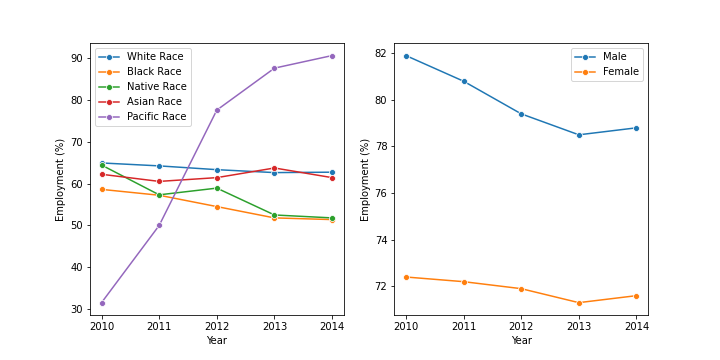 White Race
Black Race
Native Race
Asian Race
Pacific Race
90
80
70
60
50
40
30
Employment (%)
2010 2011 2012 2013 2014
Year
Male
Female
82
80
78
76
74
72
Employment (%)
2010 2011 2012 2013 2014
Year